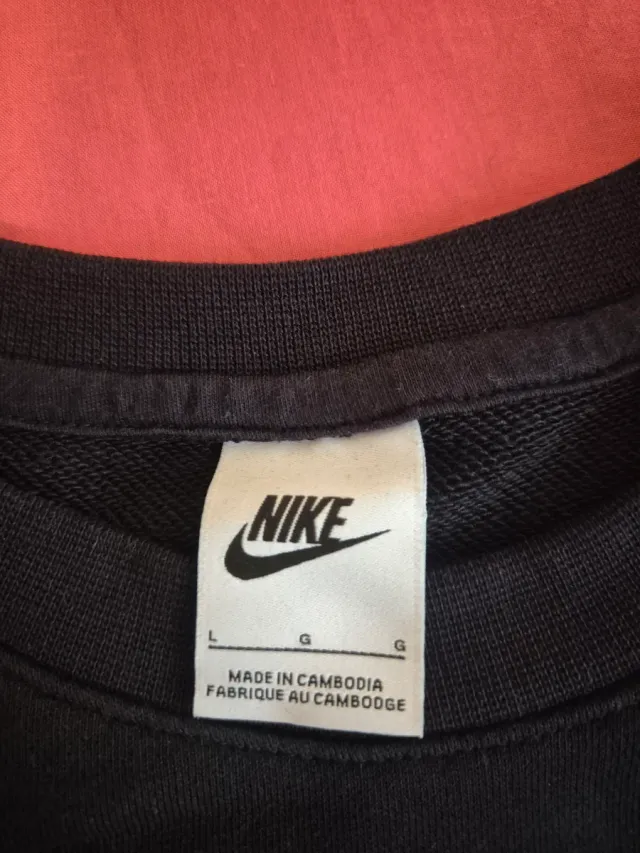 NIKE
L G G
MADE IN CAMBODIA
FABRIQUE AU CAMBODGE